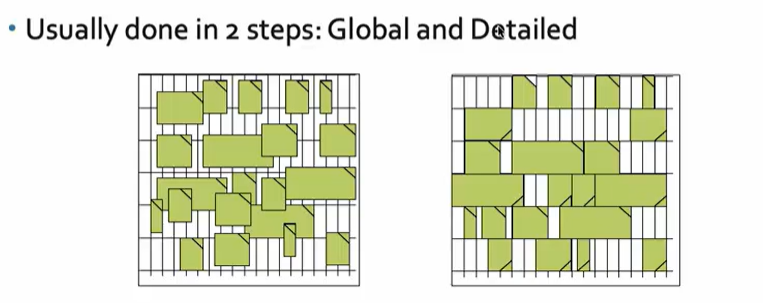 • Usually done in 2 steps: Global and Detailed